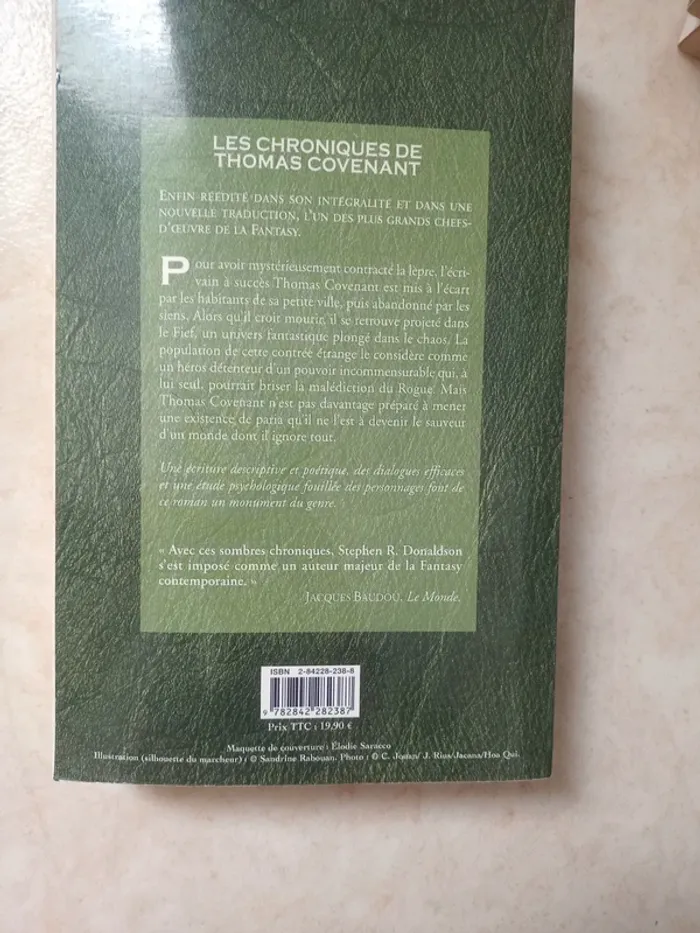 LES CHRONIQUES DE
THOMAS COVENANT
ENFIN RÉÉDITÉ DANS SON INTÉGRALITÉ ET DANS UNE
NOUVELLE TRADUCTION, L'UN DES PLUS GRANDS CHEFS-
D'ŒUVRE DE LA FANTASY.
Pour avoir mystérieusement contracté la lèpre, l'écri-
vain à succès Thomas Covenant est mis à l'écart
par les habitants de sa petite ville, puis abandonné par les
siens. Alors qu'il croit mourir, il se retrouve projeté dans
le Fief, un univers fantastique plongé dans le chaos. La
population de cette contrée étrange le considère comme
un héros détenteur d'un pouvoir incommensurable qui, à
lui seul, pourrait briser la malédiction du Rogue. Mais
Thomas Covenant n'est pas davantage préparé à mener
une existence de paria qu'il ne l'est à devenir le sauveur
d'un monde dont il ignore tout.
Une écriture descriptive et poétique, des dialogues efficaces
et une étude psychologique fouillée des personnages font de
ce roman un monument du genre.
« Avec ces sombres chroniques, Stephen R. Donaldson
s'est imposé comme un auteur majeur de la Fantasy
contemporaine. »
JACQUES BAUDOU, Le Monde.
ISBN 2-84228-238-8
9 782842 282387
Prix TTC : 19,90 €
Maquette de couverture : Élodie Saracco
Illustration (silhouette du marcheur) : © Sandrine Rabouan. Photo : © C. / J. Rius/Jacana/Hoa Qui.